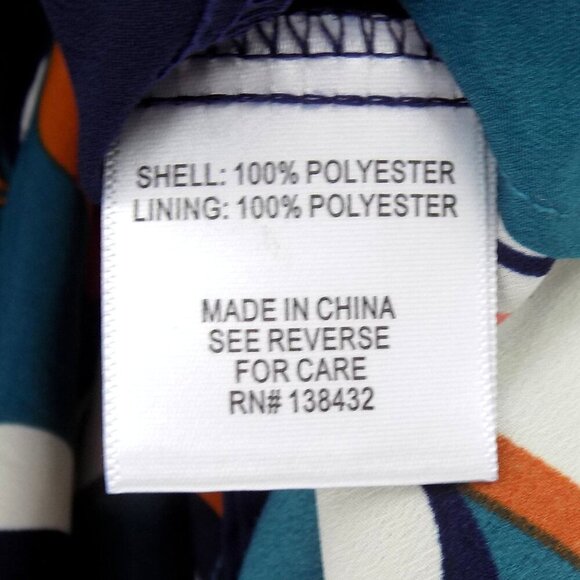 SHELL: 100% POLYESTER
LINING: 100% POLYESTER
MADE IN CHINA
SEE REVERSE
FOR CARE
RN# 138432